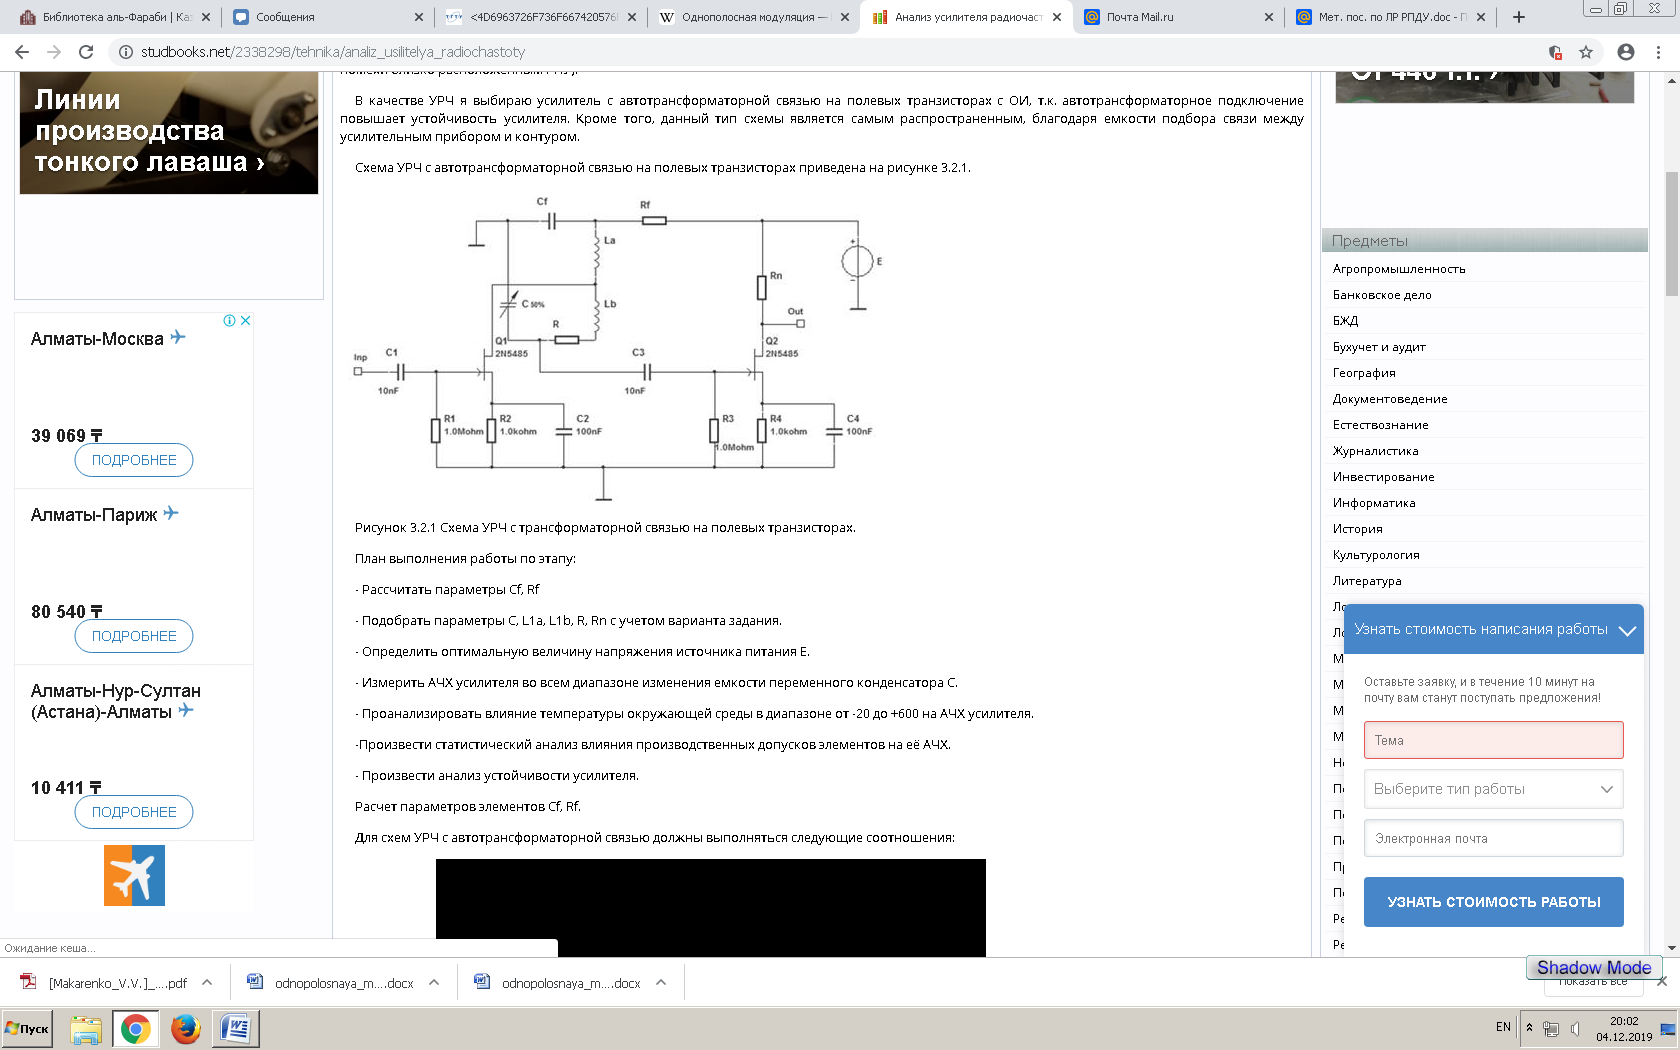 Библиотека аль-Фараби | Ка
Сообщения
<4D6963726F736F667420576
Однополосная модуляция —
Анализ усилителя радиочаст
Почта Mail.ru
Мет. пос. по ЛР РПДУ.doc - П
studbooks.net/2338298/tehnika/analiz_usilitelya_radiochastoty
Линии
производства
тонкого лаваша ›
Алматы-Москва
39 069 ₸
ПОДРОБНЕЕ
Алматы-Париж
80 540 ₸
ПОДРОБНЕЕ
Алматы-Нур-Султан
(Астана)-Алматы
10 411 ₸
ПОДРОБНЕЕ
В качестве УРЧ я выбираю усилитель с автотрансформаторной связью на полевых транзисторах с ОИ, т.к. автотрансформаторное подключение
повышает устойчивость усилителя. Кроме того, данный тип схемы является самым распространенным, благодаря емкости подбора связи между
усилительным прибором и контуром.
Схема УРЧ с автотрансформаторной связью на полевых транзисторах приведена на рисунке 3.2.1.
Cf
Rf
La
E
Rn
C 50%
Lb
Out
R
Q1
2N5485
Q2
2N5485
Inp
C1
10nF
C3
10nF
R1
1.0Mohm
R2
1.0kohm
C2
100nF
R3
1.0Mohm
R4
1.0kohm
C4
100nF
Рисунок 3.2.1 Схема УРЧ с трансформаторной связью на полевых транзисторах.
План выполнения работы по этапу:
- Рассчитать параметры Cf, Rf
- Подобрать параметры C, L1a, L1b, R, Rn с учетом варианта задания.
- Определить оптимальную величину напряжения источника питания E.
- Измерить АЧХ усилителя во всем диапазоне изменения емкости переменного конденсатора С.
- Проанализировать влияние температуры окружающей среды в диапазоне от -20 до +600 на АЧХ усилителя.
-Произвести статистический анализ влияния производственных допусков элементов на её АЧХ.
- Произвести анализ устойчивости усилителя.
Расчет параметров элементов Cf, Rf.
Для схем УРЧ с автотрансформаторной связью должны выполняться следующие соотношения:
Предметы
Агропромышленность
Банковское дело
БЖД
Бухучет и аудит
География
Документоведение
Естествознание
Журналистика
Инвестирование
Информатика
История
Культурология
Литература
Узнать стоимость написания работы
Оставьте заявку, и в течение 10 минут на
почту вам станут поступать предложения!
Тема
Выберите тип работы
Электронная почта
УЗНАТЬ СТОИМОСТЬ РАБОТЫ
Ожидание кеша...
[Makarenko_V.V.]_....pdf
odnopolosnaya_m....docx
odnopolosnaya_m....docx
Shadow Mode
Показать все
Пуск
EN
20:02
04.12.2019